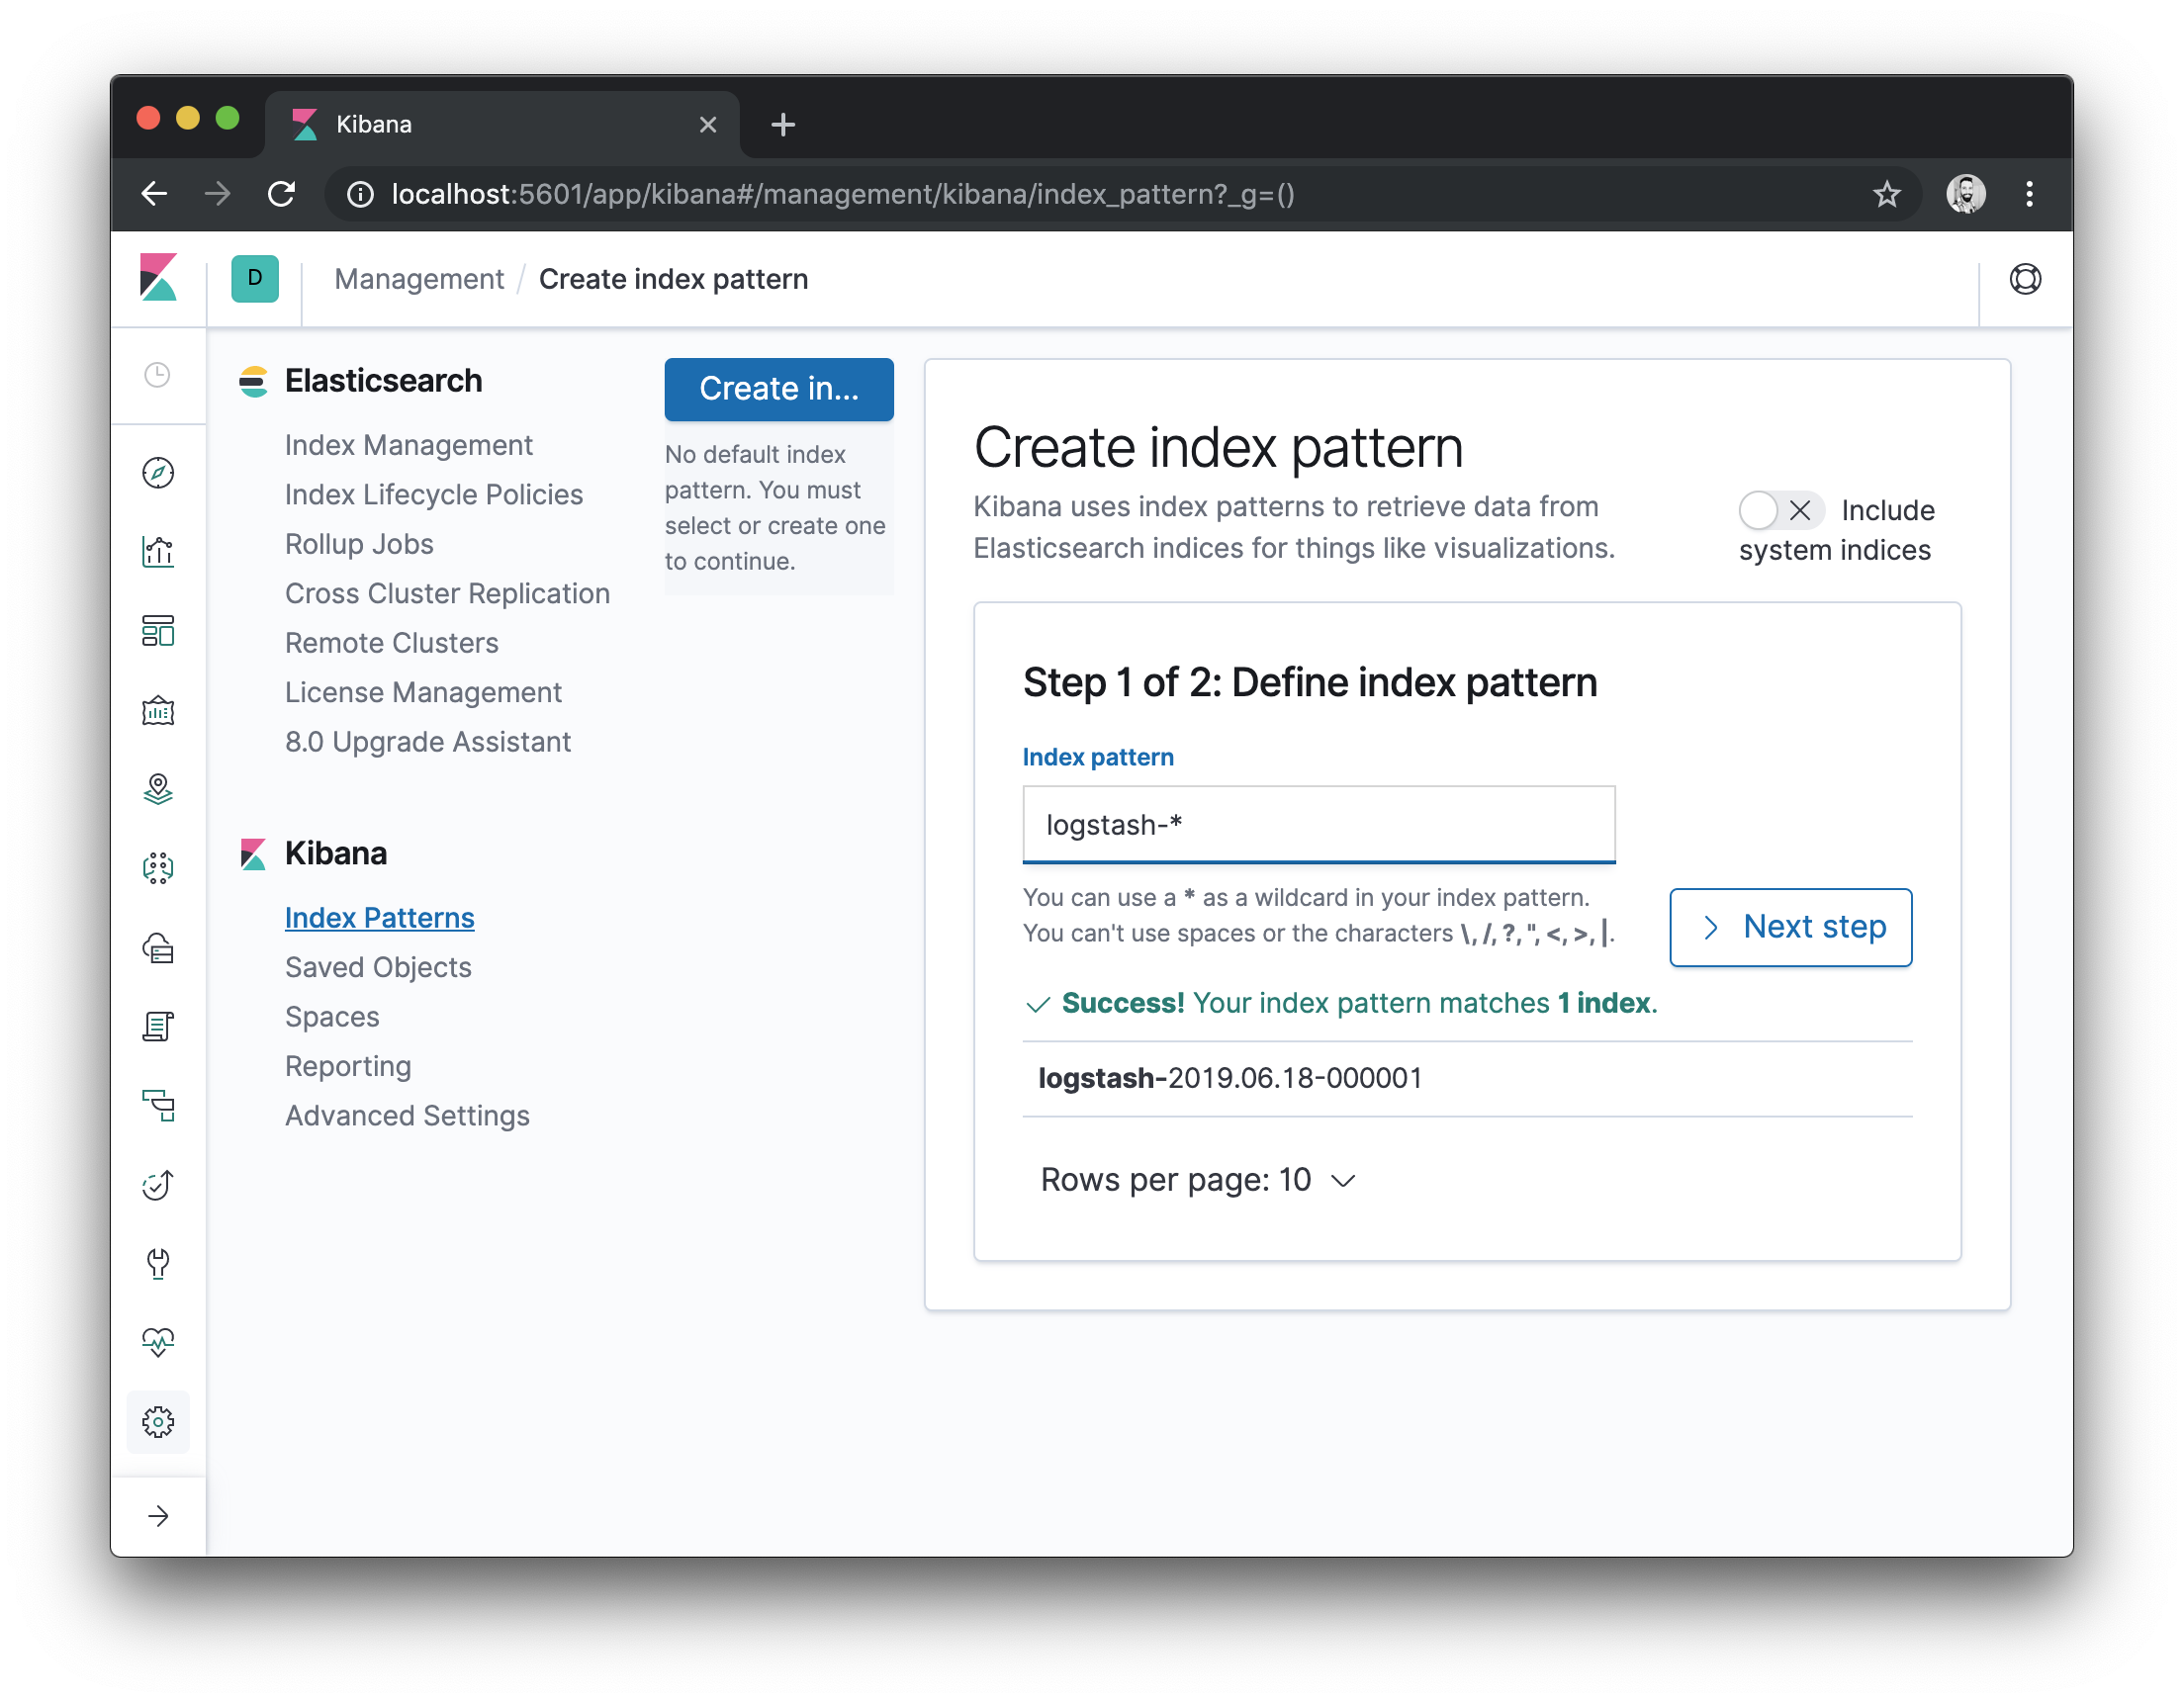 Kibana
localhost:5601/app/kibana#/management/kibana/index_pattern?_g=()
D
Management / Create index pattern
Elasticsearch
Index Management
Index Lifecycle Policies
Rollup Jobs
Cross Cluster Replication
Remote Clusters
License Management
8.0 Upgrade Assistant
Kibana
Index Patterns
Saved Objects
Spaces
Reporting
Advanced Settings
Create in...
No default index
pattern. You must
select or create one
to continue.
Create index pattern
Kibana uses index patterns to retrieve data from
Elasticsearch indices for things like visualizations.
Include
system indices
Step 1 of 2: Define index pattern
Index pattern
logstash-*
You can use a * as a wildcard in your index pattern.
You can't use spaces or the characters \, /, ?, ", <, >, |.
Next step
Success! Your index pattern matches 1 index.
logstash-2019.06.18-000001
Rows per page: 10